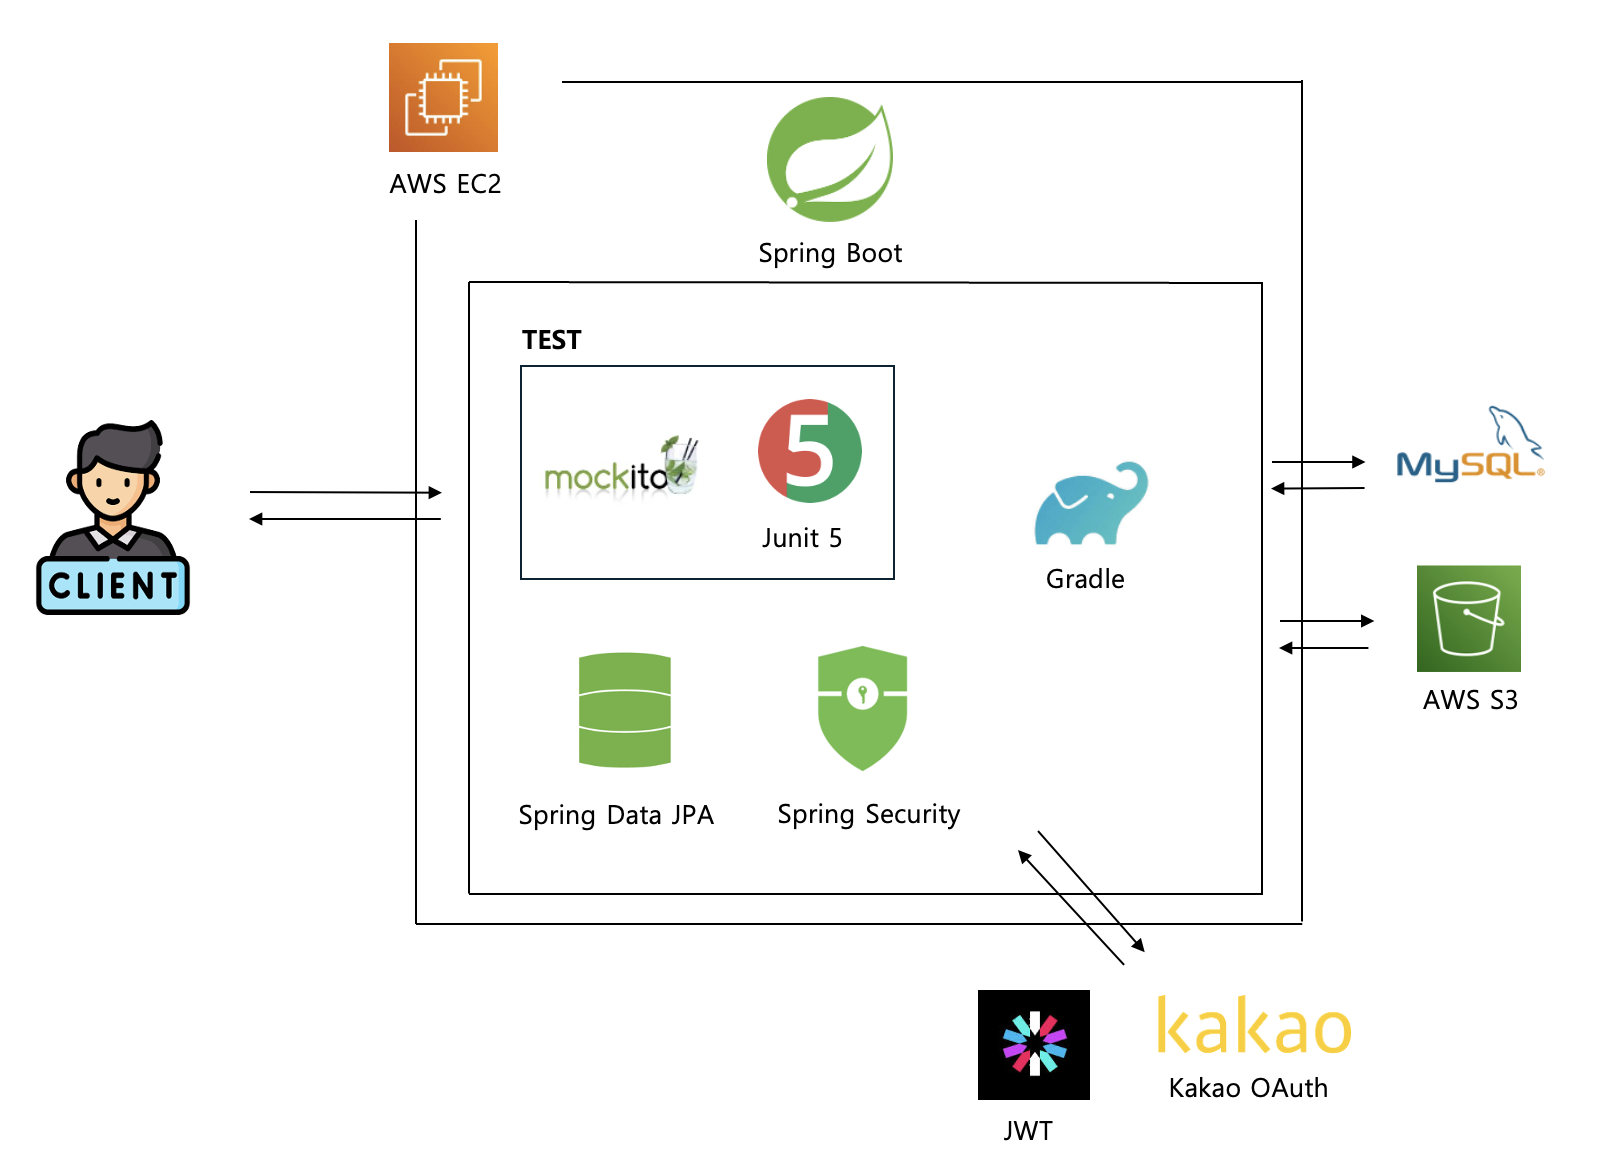 AWS EC2
Spring Boot
TEST
mockito
5
Junit 5
Gradle
CLIENT
MySQL®
AWS S3
Spring Data JPA
Spring Security
kakao
Kakao OAuth
JWT